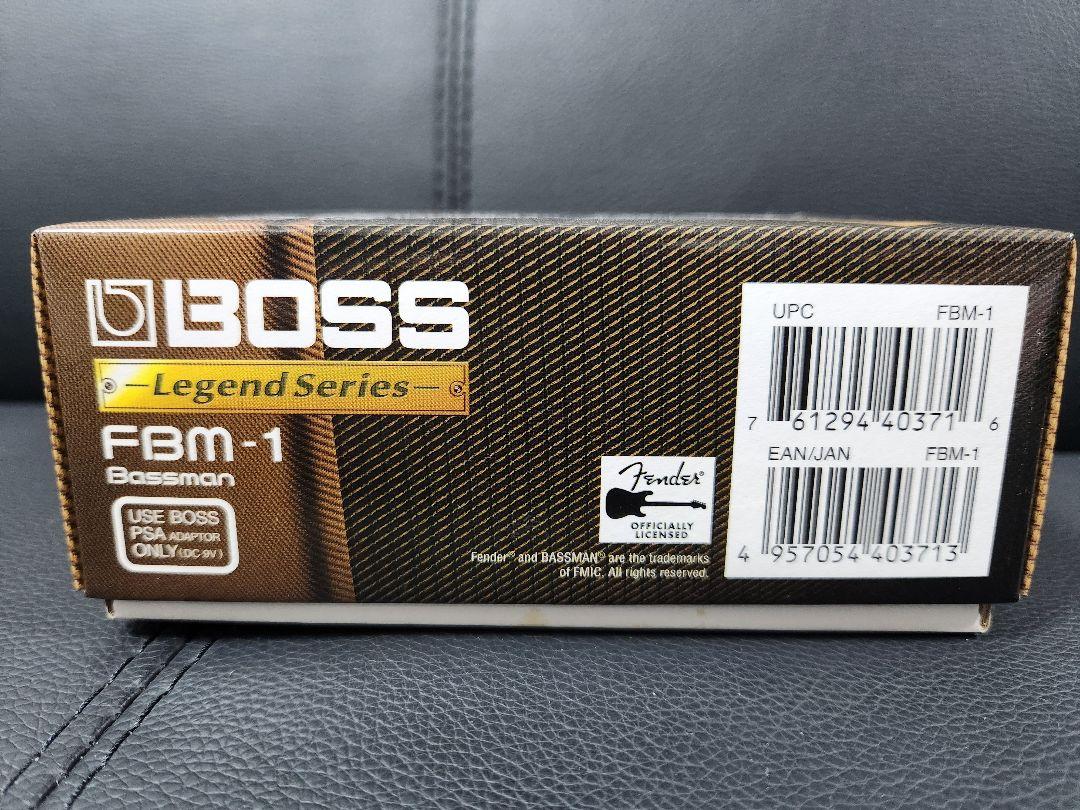 BOSS
Legend Series
FBM-1
Bassman
USE BOSS
PSA ADAPTOR
ONLY (DC 9V)
Fender®
OFFICIALLY
LICENSED
Fender® and BASSMAN® are the trademarks
of FMIC. All rights reserved.
UPC FBM-1
7 61294 40371 6
EAN/JAN FBM-1
4 957054 403713